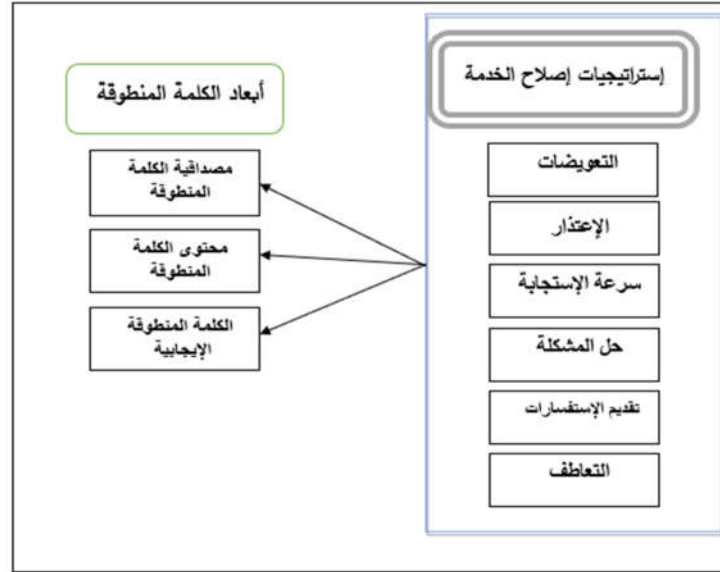 إستراتيجيات إصلاح الخدمة
التعويضات
الإعتذار
سرعة الإستجابة
حل المشكلة
تقديم الإستفسارات
التعاطف
أبعاد الكلمة المنطوقة
مصداقية الكلمة
المنطوقة
محتوى الكلمة
المنطوقة
الكلمة المنطوقة
الإيجابية